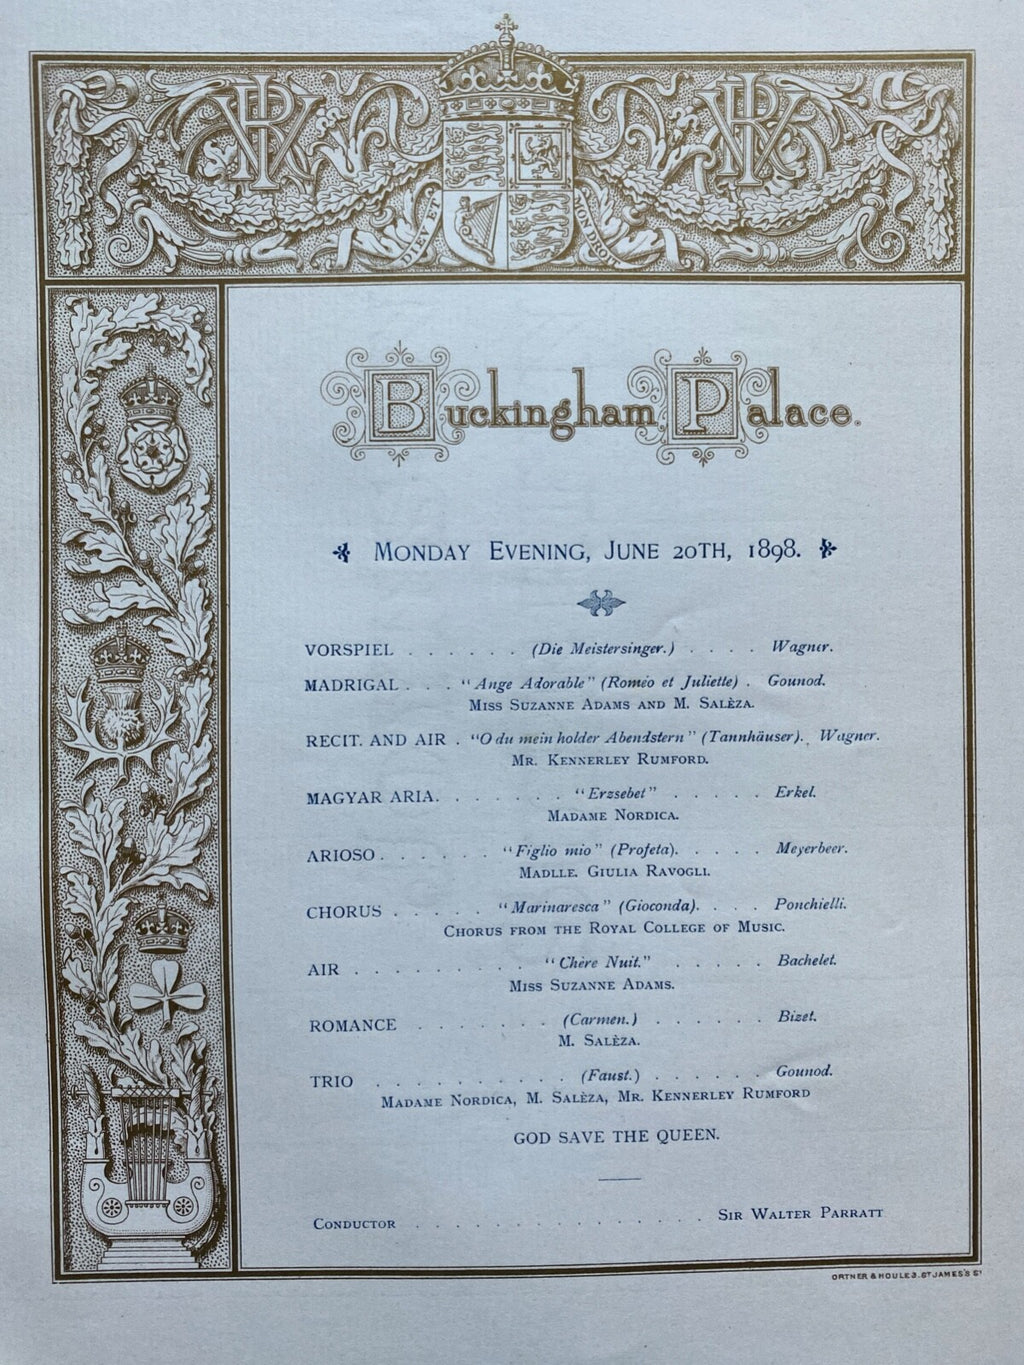 VRI
VRI
DIEV ET
MON DROIT
Buckingham Palace.
MONDAY EVENING, JUNE 20TH, 1898.
VORSPIEL . . . . . . (Die Meistersinger.) . . . . Wagner.
MADRIGAL . . . "Ange Adorable" (Roméo et Juliette) . Gounod.
MISS SUZANNE ADAMS AND M. SALÈZA.
RECIT. AND AIR . "O du mein holder Abendstern" (Tannhäuser). . Wagner.
MR. KENNERLEY RUMFORD.
MAGYAR ARIA. . . . . . . "Erzsebet" . . . . . Erkel.
MADAME NORDICA.
ARIOSO. . . . . . "Figlio mio" (Profeta). . . . . Meyerbeer.
MADLLE. GIULIA RAVOGLI.
CHORUS . . . . . "Marinaresca" (Gioconda). . . . Ponchielli.
CHORUS FROM THE ROYAL COLLEGE OF MUSIC.
AIR . . . . . . . . . "Chère Nuit." . . . . . Bachelet.
MISS SUZANNE ADAMS.
ROMANCE . . . . . . . (Carmen.) . . . . . . Bizet.
M. SALÈZA.
TRIO . . . . . . . . . . (Faust.) . . . . . . Gounod.
MADAME NORDICA, M. SALÈZA, MR. KENNERLEY RUMFORD
GOD SAVE THE QUEEN.
CONDUCTOR . . . . . . . . . . . . . . . SIR WALTER PARRATT
ORTNER & HOULE 3. ST JAMES'S ST